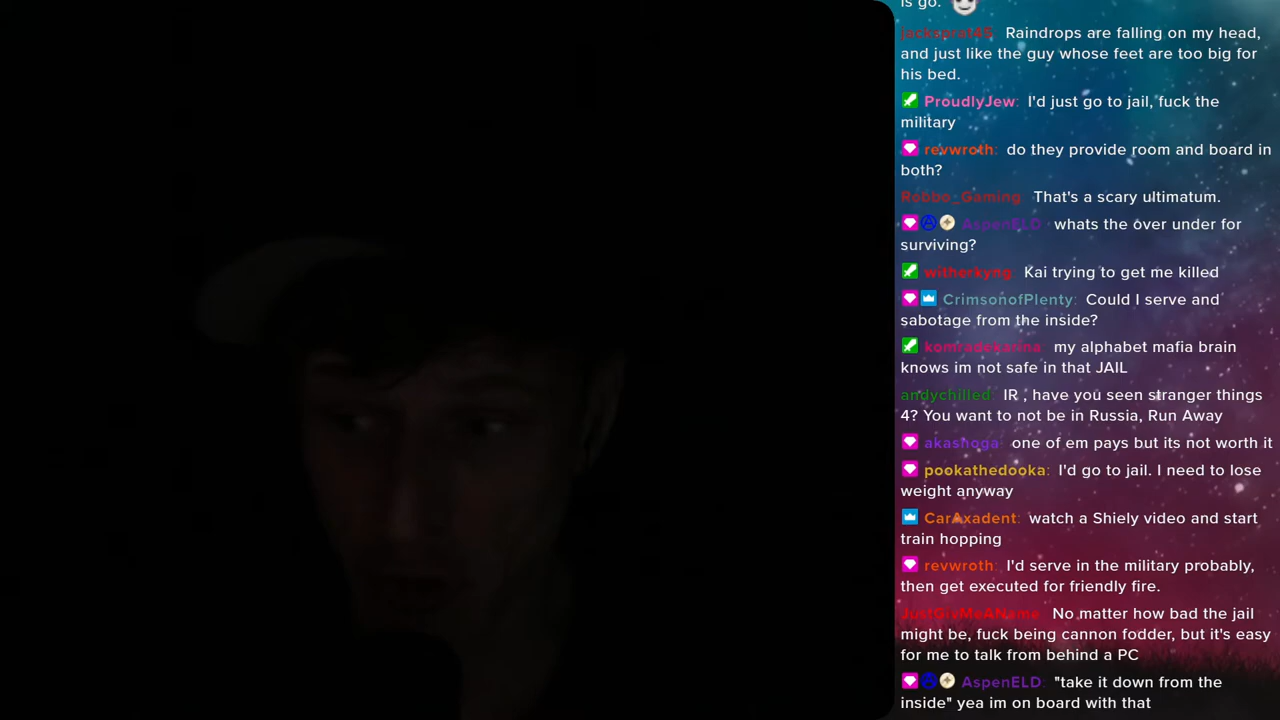 is go.
jacksprat45: Raindrops are falling on my head,
and just like the guy whose feet are too big for
his bed.
ProudlyJew: I'd just go to jail, fuck the
military
revwroth: do they provide room and board in
both?
Robbo_Gaming: That's a scary ultimatum.
AspenELD: whats the over under for
surviving?
witherkyng: Kai trying to get me killed
CrimsonofPlenty: Could I serve and
sabotage from the inside?
komradekarina: my alphabet mafia brain
knows im not safe in that JAIL
andychilled: IR , have you seen stranger things
4? You want to not be in Russia, Run Away
akashoga: one of em pays but its not worth it
pookathedooka: I'd go to jail. I need to lose
weight anyway
CarAxadent: watch a Shiely video and start
train hopping
revwroth: I'd serve in the military probably,
then get executed for friendly fire.
JustGivMeAName: No matter how bad the jail
might be, fuck being cannon fodder, but it's easy
for me to talk from behind a PC
AspenELD: "take it down from the
inside" yea im on board with that